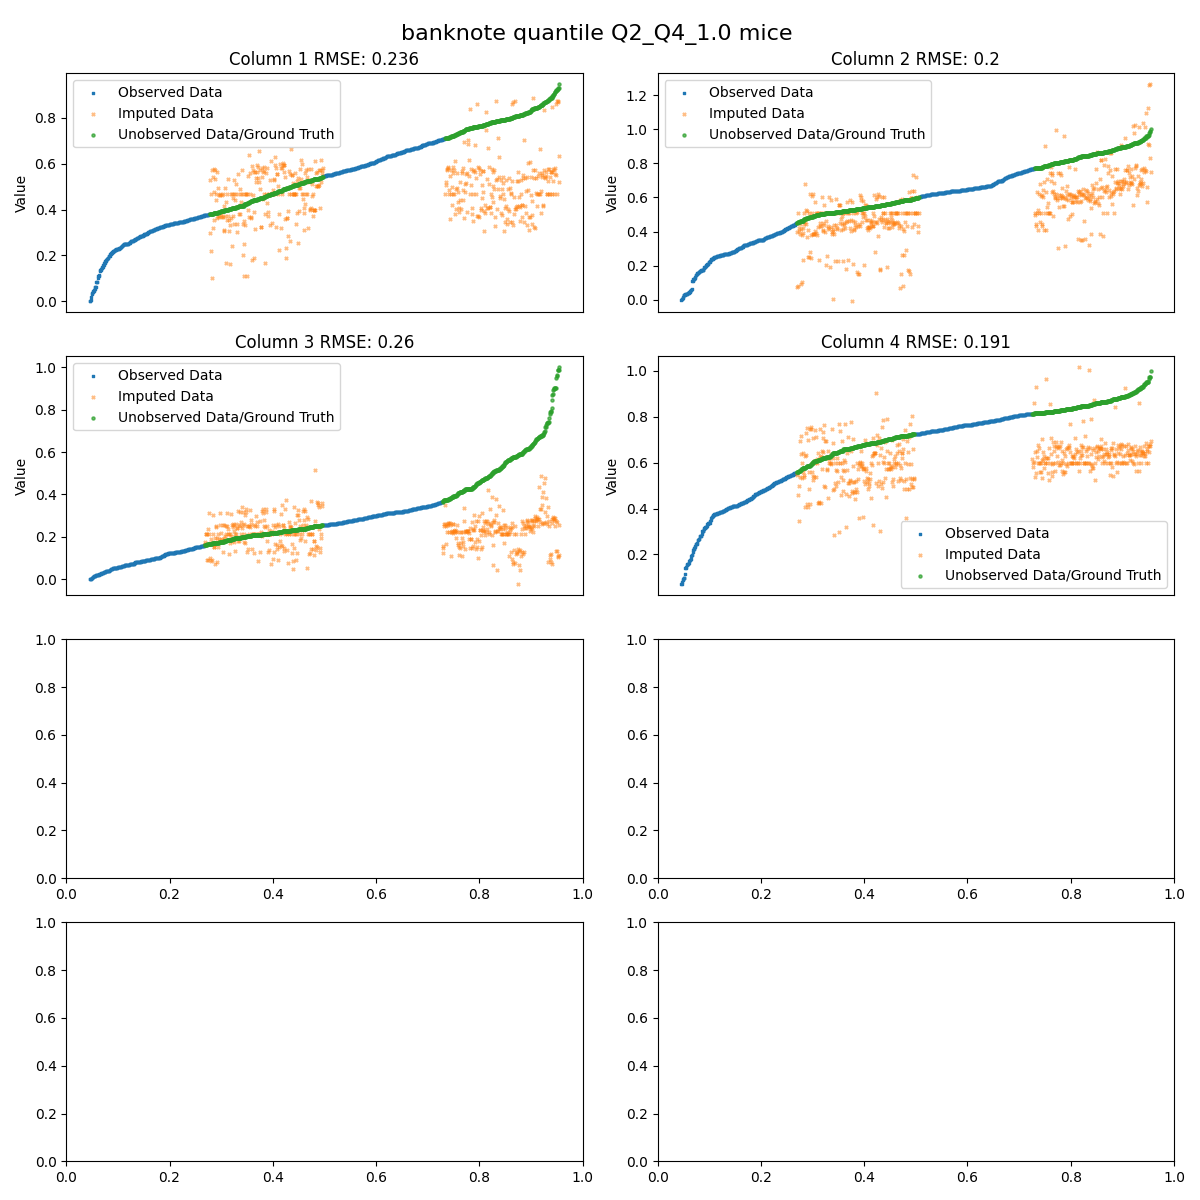 banknote quantile Q2_Q4_1.0 mice
Column 1 RMSE: 0.236
Value
0.8
0.6
0.4
0.2
0.0
Observed Data
Imputed Data
Unobserved Data/Ground Truth
Column 2 RMSE: 0.2
Value
1.2
1.0
0.8
0.6
0.4
0.2
0.0
Observed Data
Imputed Data
Unobserved Data/Ground Truth
Column 3 RMSE: 0.26
Value
1.0
0.8
0.6
0.4
0.2
0.0
Observed Data
Imputed Data
Unobserved Data/Ground Truth
Column 4 RMSE: 0.191
Value
1.0
0.8
0.6
0.4
0.2
Observed Data
Imputed Data
Unobserved Data/Ground Truth
1.0
0.8
0.6
0.4
0.2
0.0
0.0 0.2 0.4 0.6 0.8 1.0
1.0
0.8
0.6
0.4
0.2
0.0
0.0 0.2 0.4 0.6 0.8 1.0
1.0
0.8
0.6
0.4
0.2
0.0
0.0 0.2 0.4 0.6 0.8 1.0
1.0
0.8
0.6
0.4
0.2
0.0
0.0 0.2 0.4 0.6 0.8 1.0